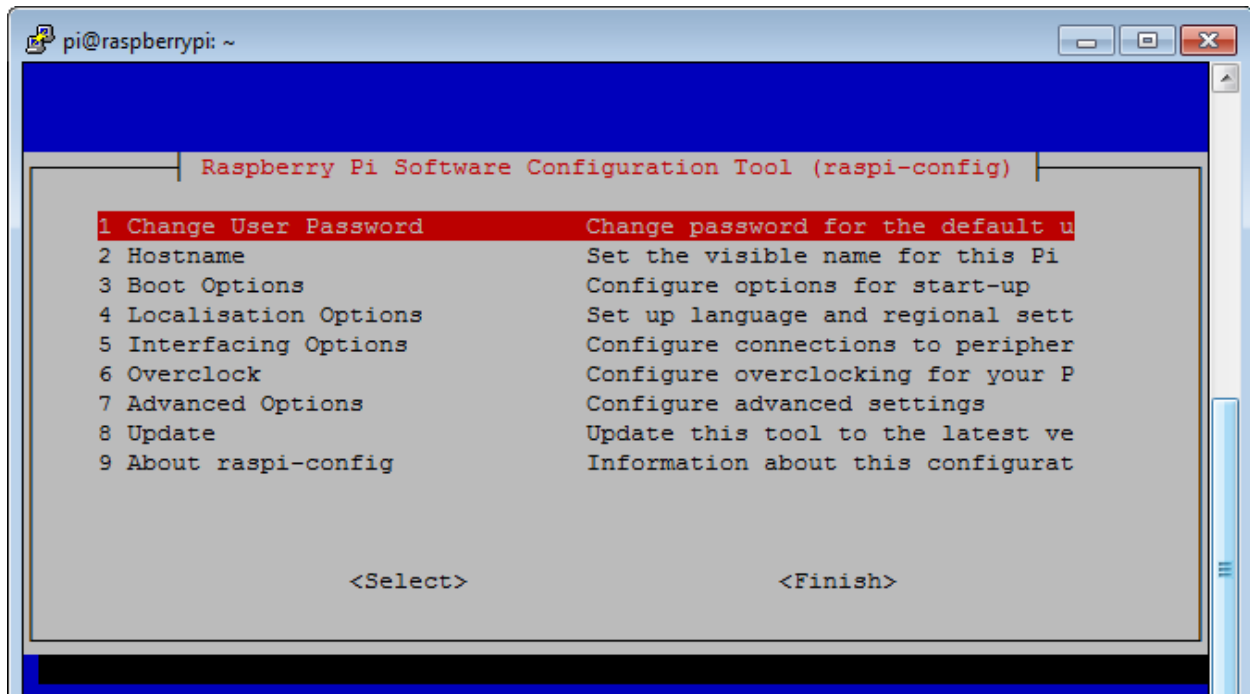 pi@raspberrypi: ~
Raspberry Pi Software Configuration Tool (raspi-config)
1 Change User Password Change password for the default u
2 Hostname Set the visible name for this Pi
3 Boot Options Configure options for start-up
4 Localisation Options Set up language and regional sett
5 Interfacing Options Configure connections to peripher
6 Overclock Configure overclocking for your P
7 Advanced Options Configure advanced settings
8 Update Update this tool to the latest ve
9 About raspi-config Information about this configurat
<Select> <Finish>